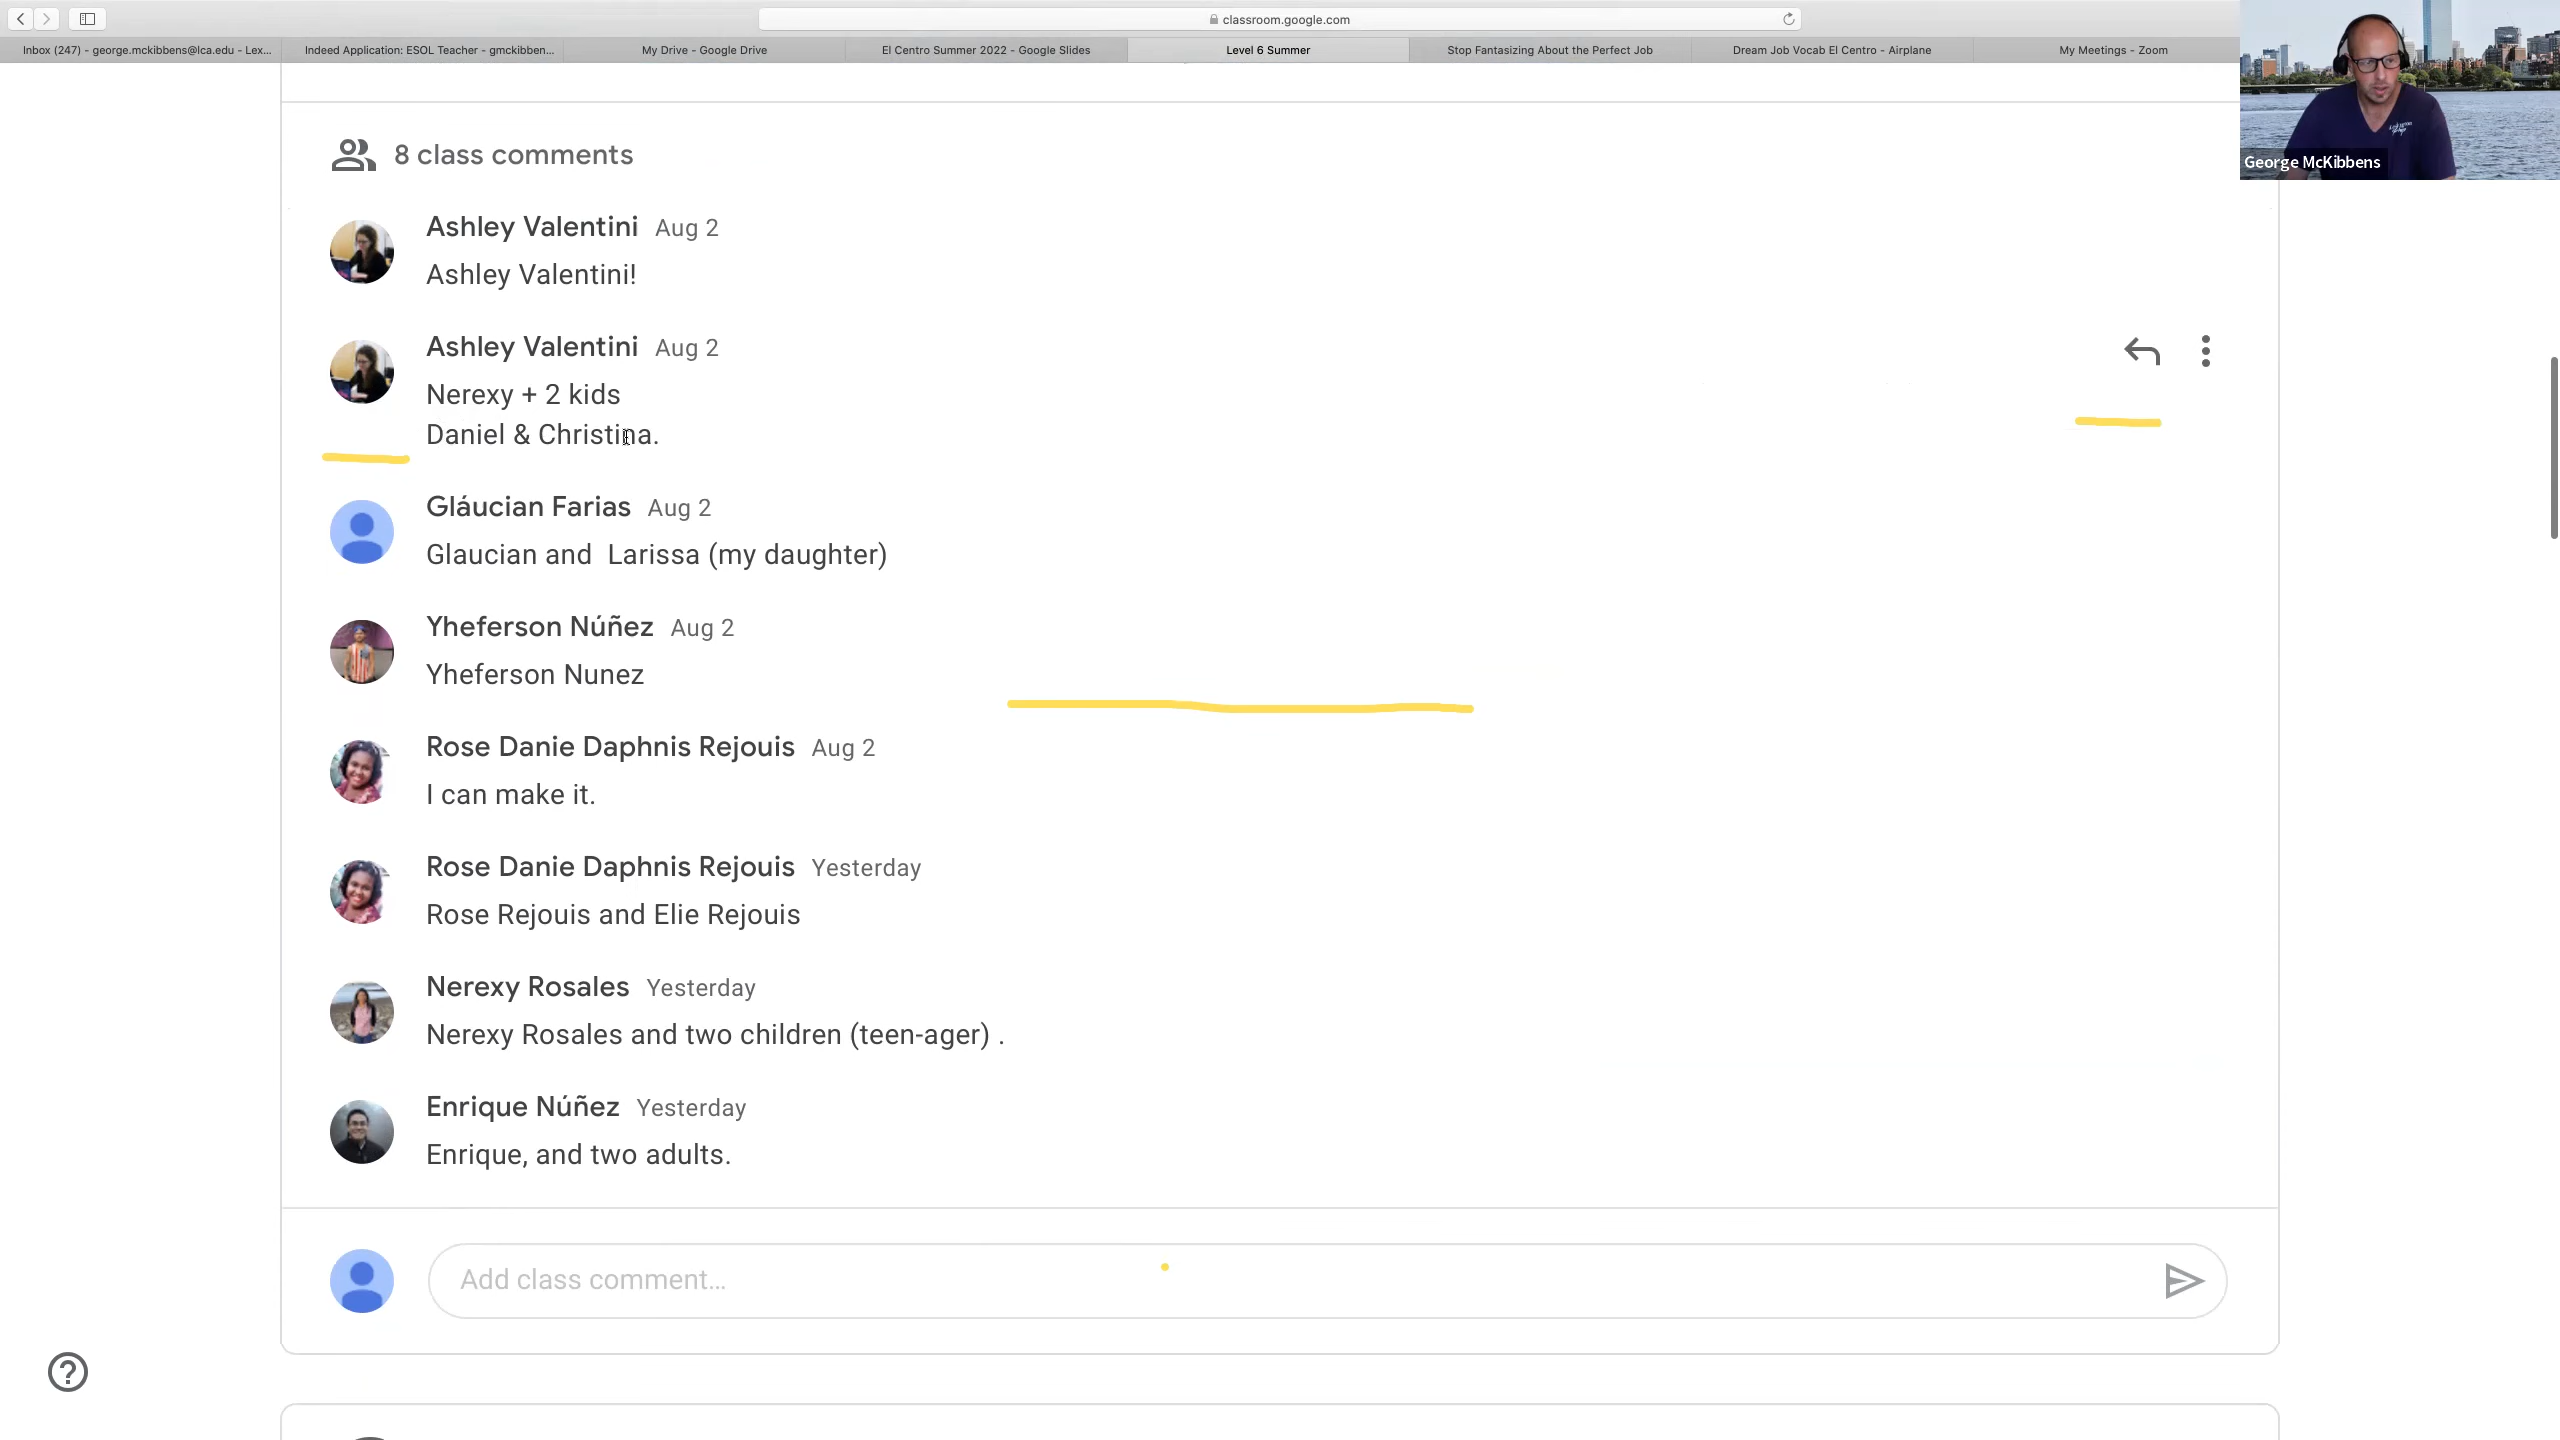 classroom.google.com
Inbox (247) - george.mckibbens@lca.edu - Lex...
Indeed Application: ESOL Teacher - gmckibben...
My Drive - Google Drive
El Centro Summer 2022 - Google Slides
Level 6 Summer
Stop Fantasizing About the Perfect Job
Dream Job Vocab El Centro - Airplane
My Meetings - Zoom
George McKibbens
8 class comments
Ashley Valentini Aug 2
Ashley Valentini!
Ashley Valentini Aug 2
Nerexy + 2 kids
Daniel & Christina.
Gláucian Farias Aug 2
Glaucian and  Larissa (my daughter)
Yheferson Núñez Aug 2
Yheferson Nunez
Rose Danie Daphnis Rejouis Aug 2
I can make it.
Rose Danie Daphnis Rejouis Yesterday
Rose Rejouis and Elie Rejouis
Nerexy Rosales Yesterday
Nerexy Rosales and two children (teen-ager) .
Enrique Núñez Yesterday
Enrique, and two adults.
Add class comment...